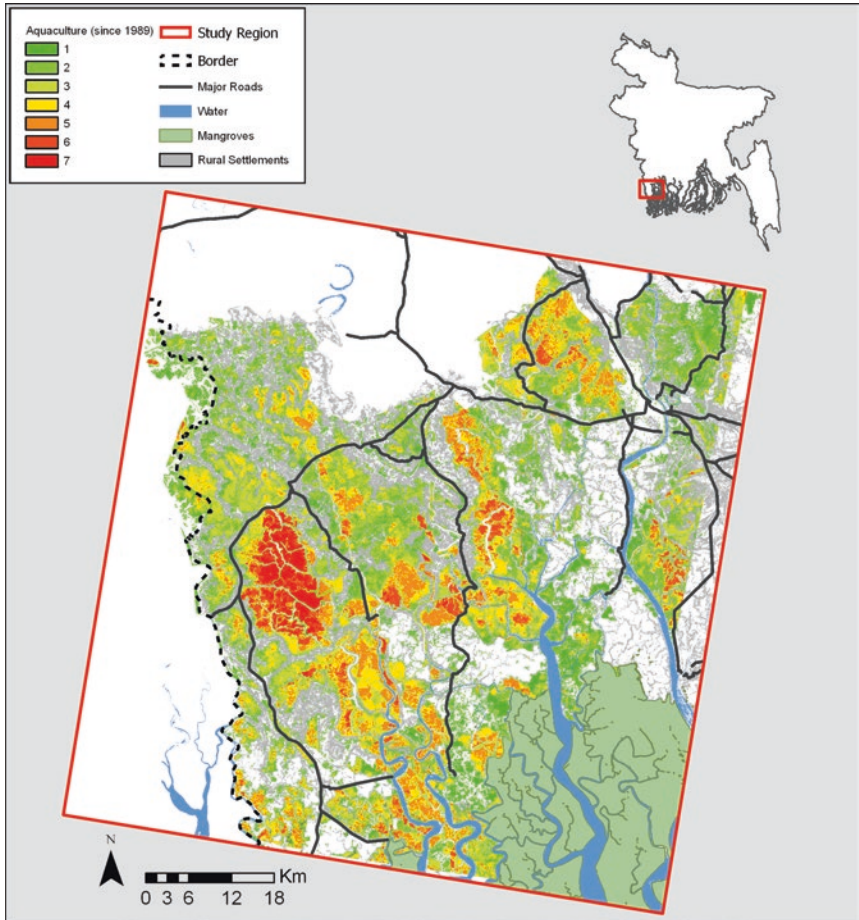 Aquaculture (since 1989)
1
2
3
4
5
6
7
Study Region
Border
Major Roads
Water
Mangroves
Rural Settlements
N
0 3 6 12 18 Km